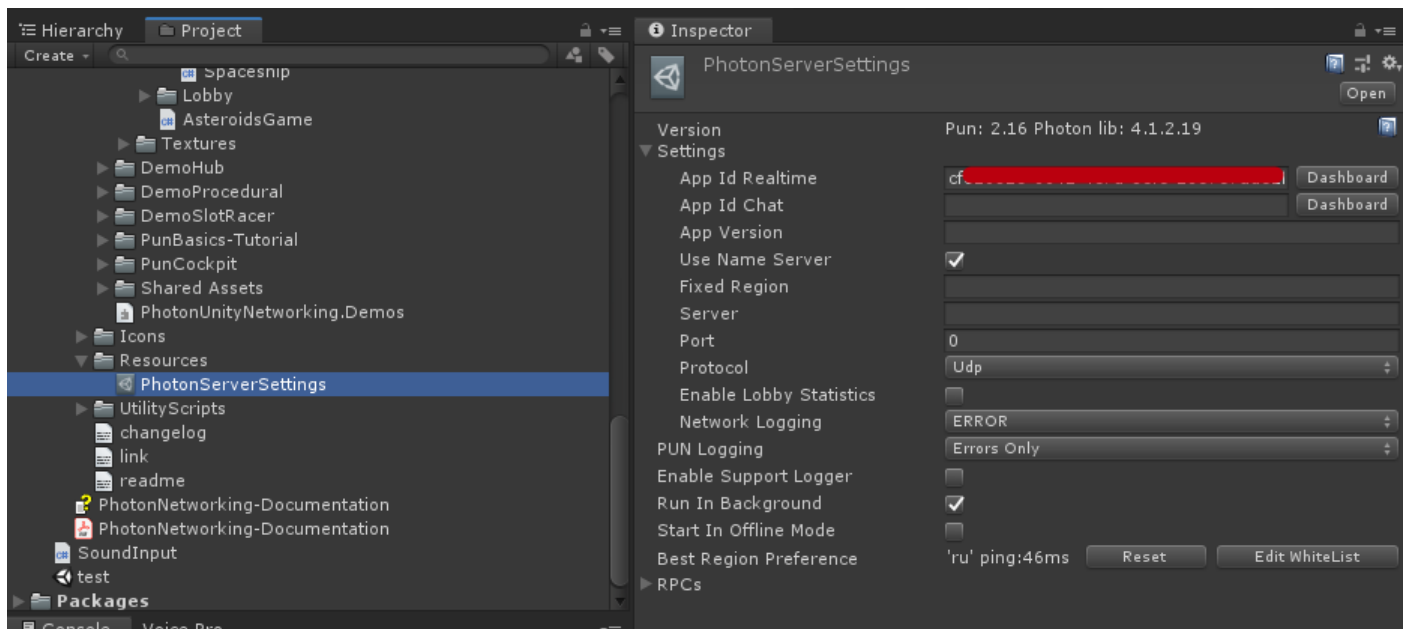 Hierarchy
Project
Create
Spaceship
Lobby
AsteroidsGame
Textures
DemoHub
DemoProcedural
DemoSlotRacer
PunBasics-Tutorial
PunCockpit
Shared Assets
PhotonUnityNetworking.Demos
Icons
Resources
PhotonServerSettings
UtilityScripts
changelog
link
readme
PhotonNetworking-Documentation
PhotonNetworking-Documentation
SoundInput
test
Packages
Console Voice Pro
Inspector
PhotonServerSettings
Open
Version Pun: 2.16 Photon lib: 4.1.2.19
Settings
App Id Realtime Dashboard
App Id Chat Dashboard
App Version
Use Name Server
Fixed Region
Server
Port 0
Protocol Udp
Enable Lobby Statistics
Network Logging ERROR
PUN Logging Errors Only
Enable Support Logger
Run In Background
Start In Offline Mode
Best Region Preference 'ru' ping:46ms Reset Edit WhiteList
RPCs